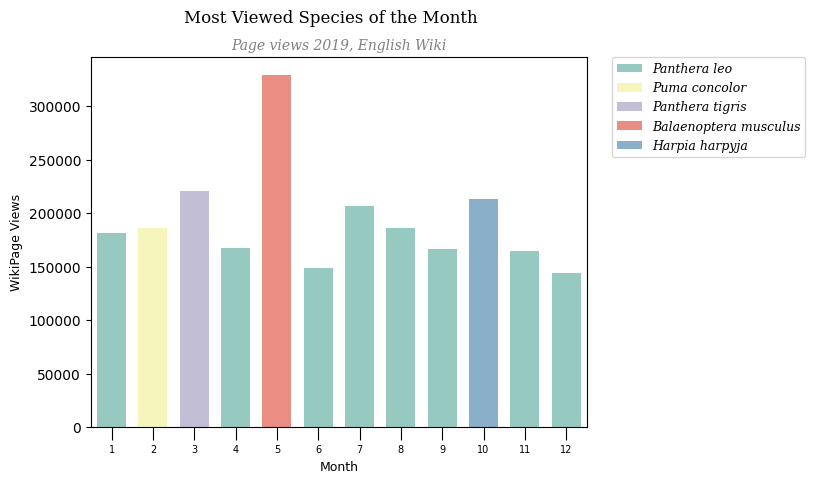 Most Viewed Species of the Month
Page views 2019, English Wiki
Panthera leo
Puma concolor
Panthera tigris
Balaenoptera musculus
Harpia harpyja
WikiPage Views
300000
250000
200000
150000
100000
50000
0
1 2 3 4 5 6 7 8 9 10 11 12
Month